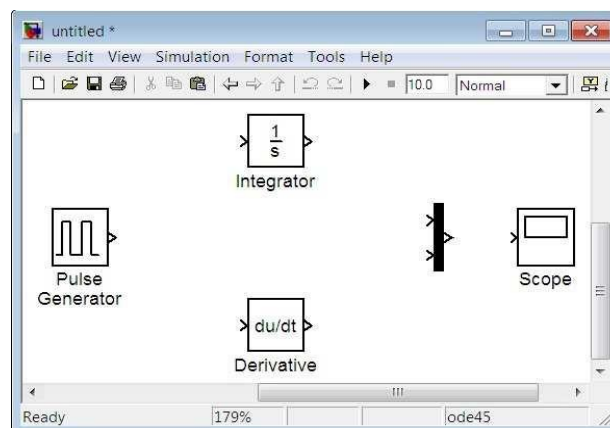 untitled *
File Edit View Simulation Format Tools Help
10.0 Normal
1
s
Integrator
Pulse
Generator
Scope
du/dt
Derivative
Ready 179% ode45